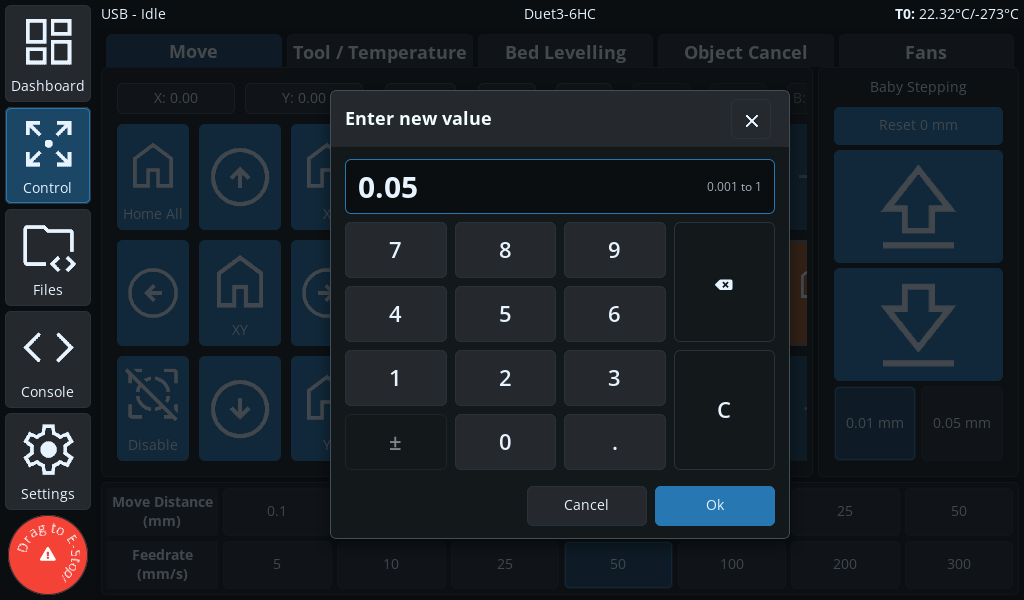 USB - Idle
Duet3-6HC
T0: 22.32°C/-273°C
Dashboard
Control
Files
Console
Settings
Drag to E-Stop!
Move
Tool / Temperature
Bed Levelling
Object Cancel
Fans
X: 0.00
Y: 0.00
B:
Home All
X
XY
Disable
Y
Baby Stepping
Reset 0 mm
0.01 mm
0.05 mm
Enter new value
0.05
0.001 to 1
7
8
9
4
5
6
1
2
3
C
±
0
.
Cancel
Ok
Move Distance
(mm)
0.1
25
50
Feedrate
(mm/s)
5
10
25
50
100
200
300